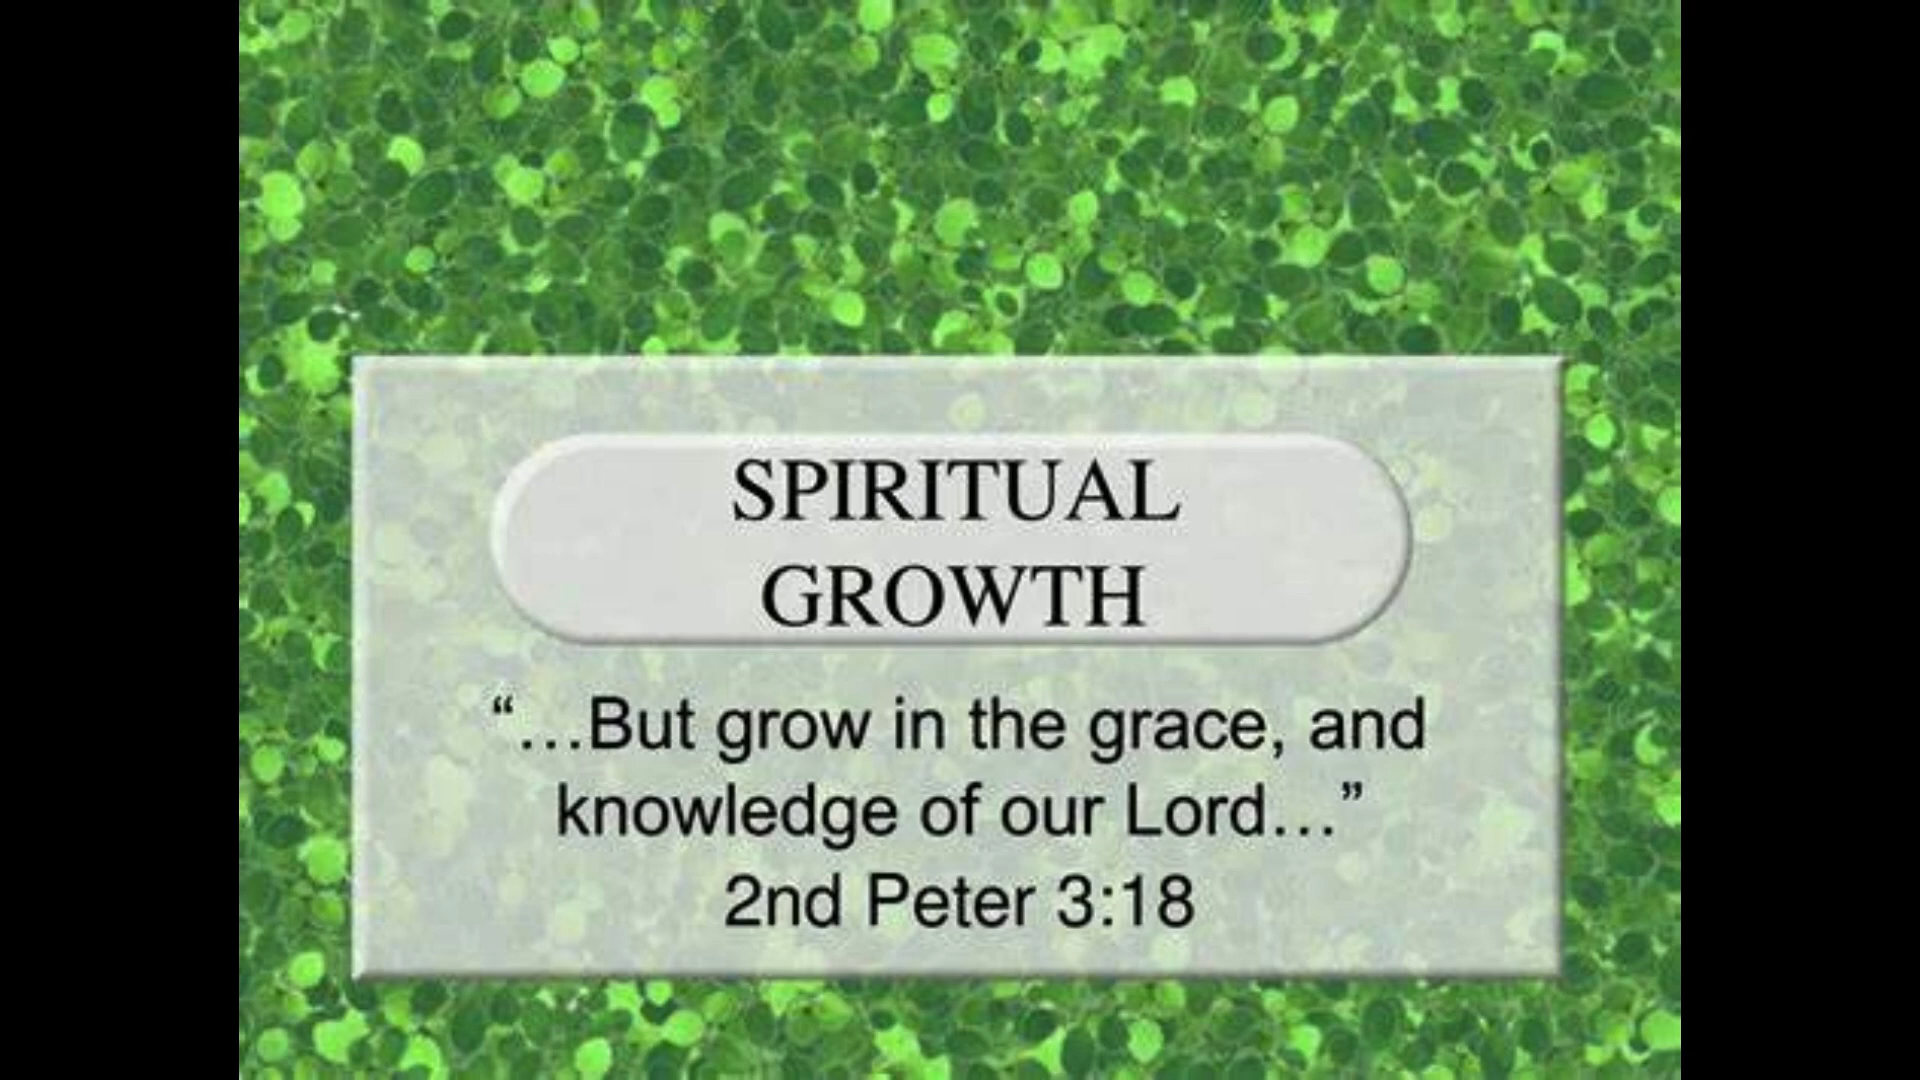 SPIRITUAL
GROWTH
“…But grow in the grace, and
knowledge of our Lord…”
2nd Peter 3:18